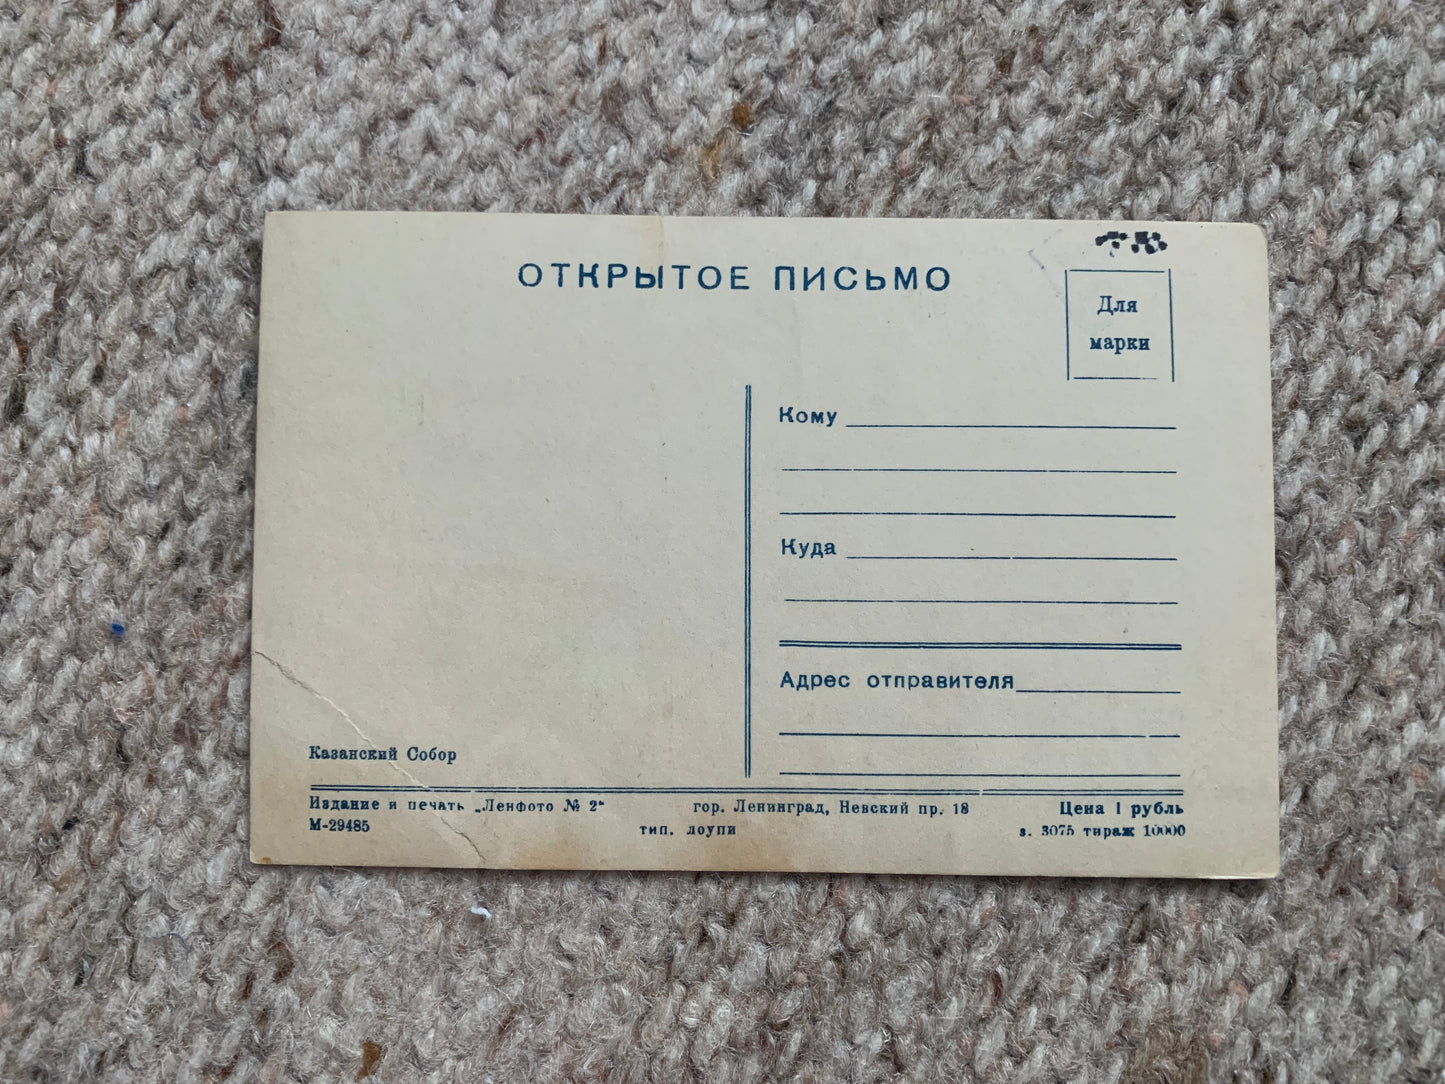 ОТКРЫТОЕ ПИСЬМО
Для
марки
Кому
Куда
Адрес отправителя
Казанский Собор
Издание и печать „Ленфото № 2“ гор. Ленинград, Невский пр. 18 Цена 1 рубль
М-29485 тип. лоупи з. 3075 тираж 10000